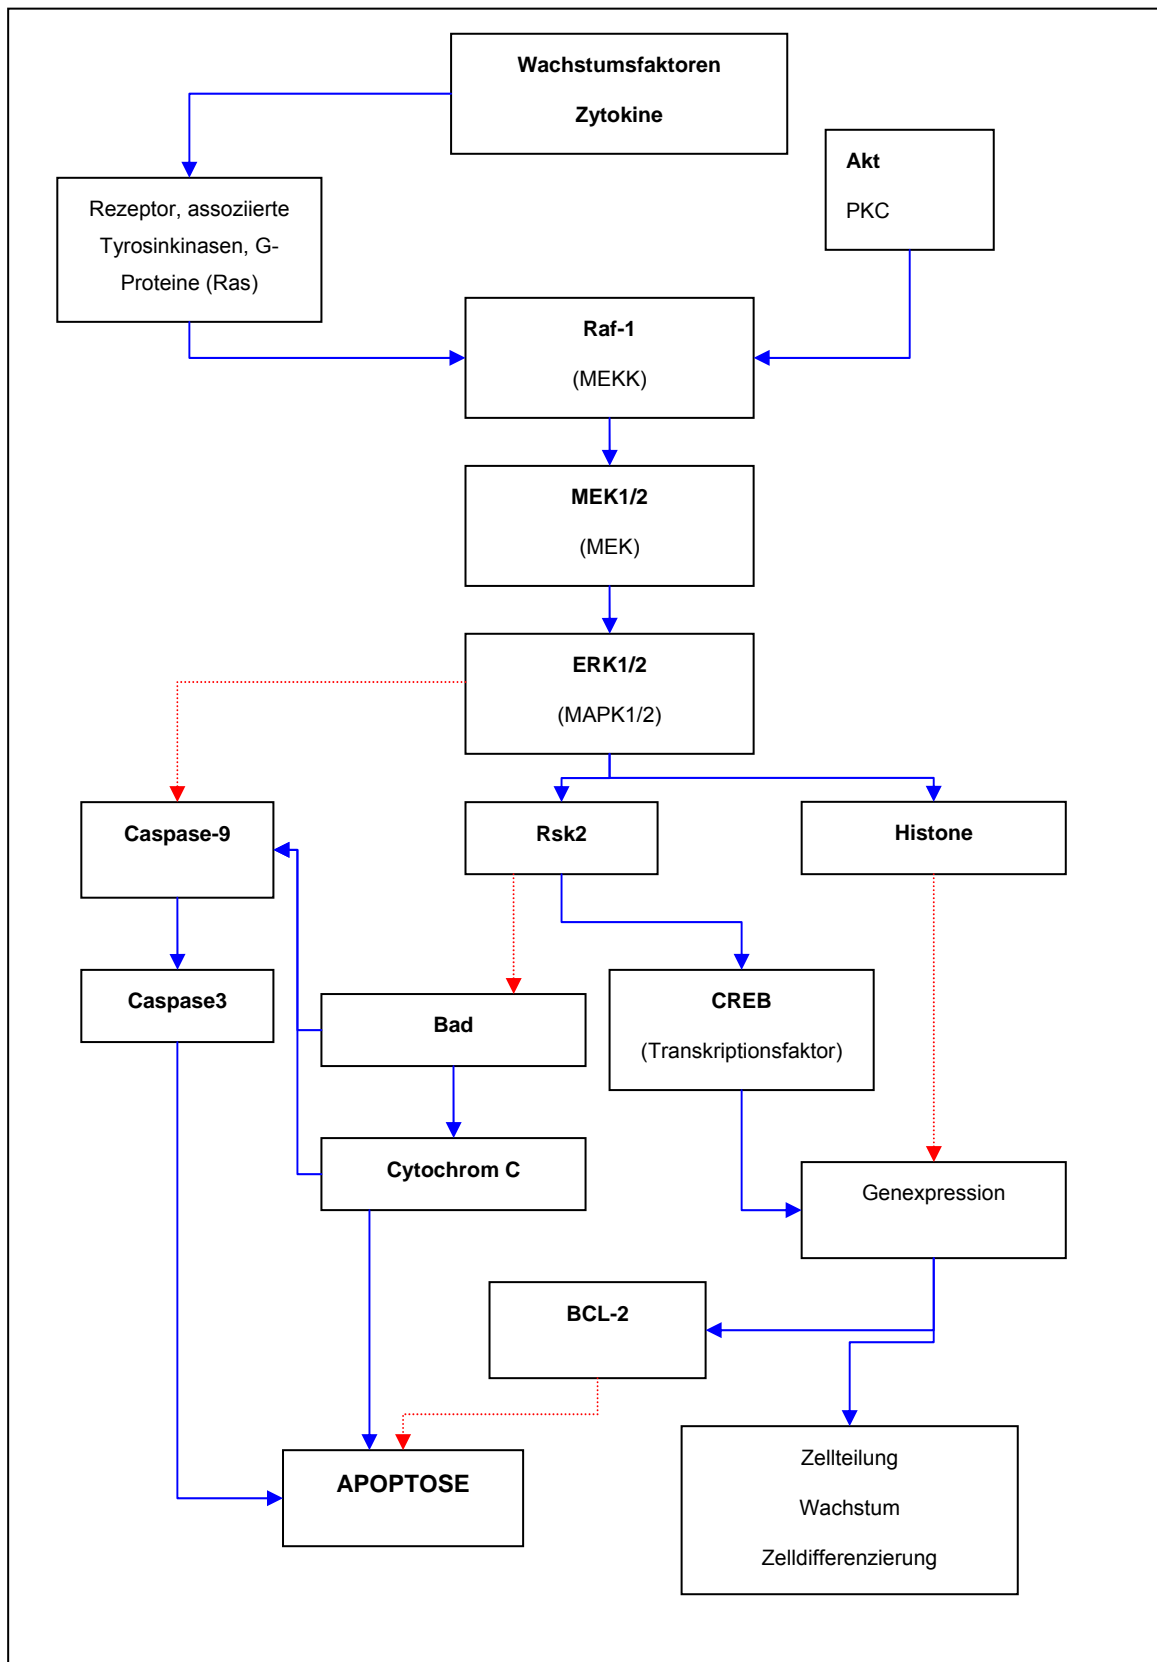 Wachstumsfaktoren
Zytokine
Akt
PKC
Rezeptor, assoziierte
Tyrosinkinasen, G-
Proteine (Ras)
Raf-1
(MEKK)
MEK1/2
(MEK)
ERK1/2
(MAPK1/2)
Caspase-9
Rsk2
Histone
Caspase3
Bad
CREB
(Transkriptionsfaktor)
Cytochrom C
Genexpression
BCL-2
APOPTOSE
Zellteilung
Wachstum
Zelldifferenzierung